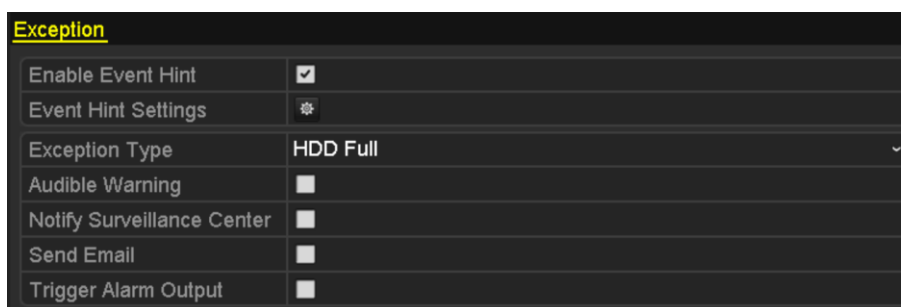 Exception
Enable Event Hint
Event Hint Settings
Exception Type HDD Full
Audible Warning
Notify Surveillance Center
Send Email
Trigger Alarm Output